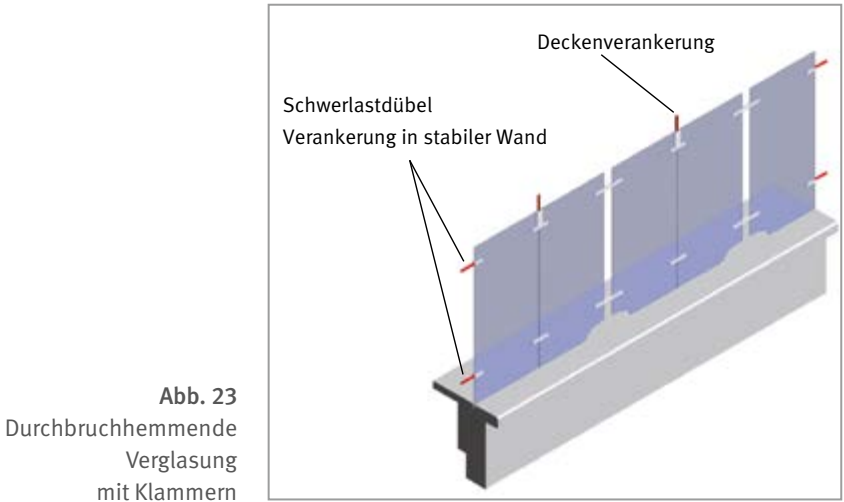 Deckenverankerung
Schwerlastdübel
Verankerung in stabiler Wand
Abb. 23
Durchbruchhemmende
Verglasung
mit Klammern